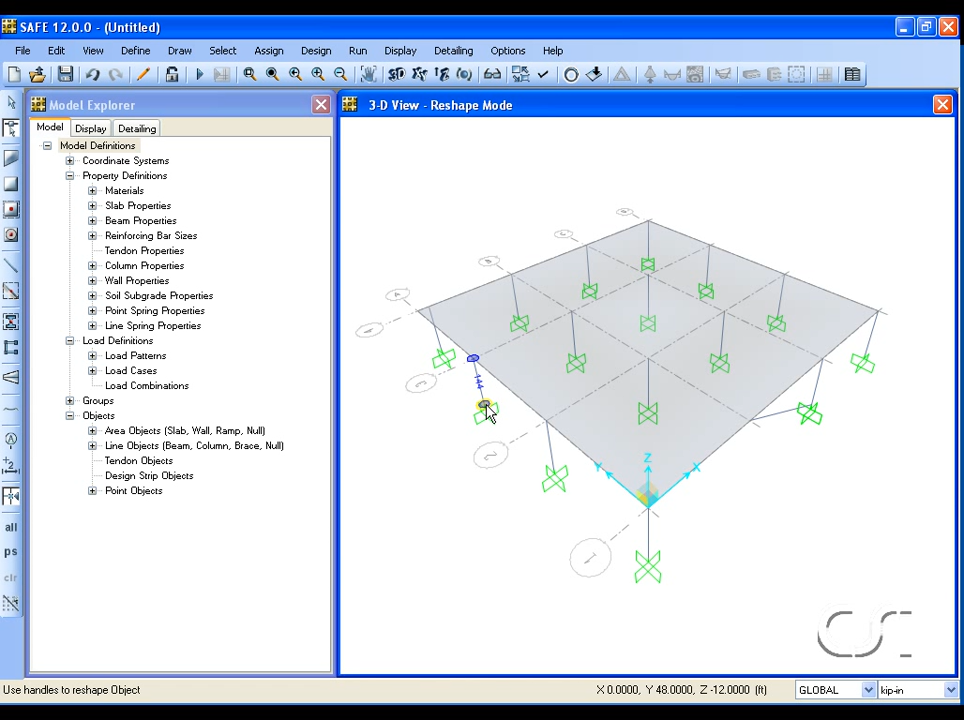 SAFE 12.0.0 - (Untitled)
File Edit View Define Draw Select Assign Design Run Display Detailing Options Help
Model Explorer
3-D View - Reshape Mode
Model Display Detailing
Model Definitions
Coordinate Systems
Property Definitions
Materials
Slab Properties
Beam Properties
Reinforcing Bar Sizes
Tendon Properties
Column Properties
Wall Properties
Soil Subgrade Properties
Point Spring Properties
Line Spring Properties
Load Definitions
Load Patterns
Load Cases
Load Combinations
Groups
Objects
Area Objects (Slab, Wall, Ramp, Null)
Line Objects (Beam, Column, Brace, Null)
Tendon Objects
Design Strip Objects
Point Objects
all
ps
clr
144
Z
Y
X
2
1
CSI
Use handles to reshape Object
X 0.0000, Y 48.0000, Z -12.0000 (ft)
GLOBAL
kip-in